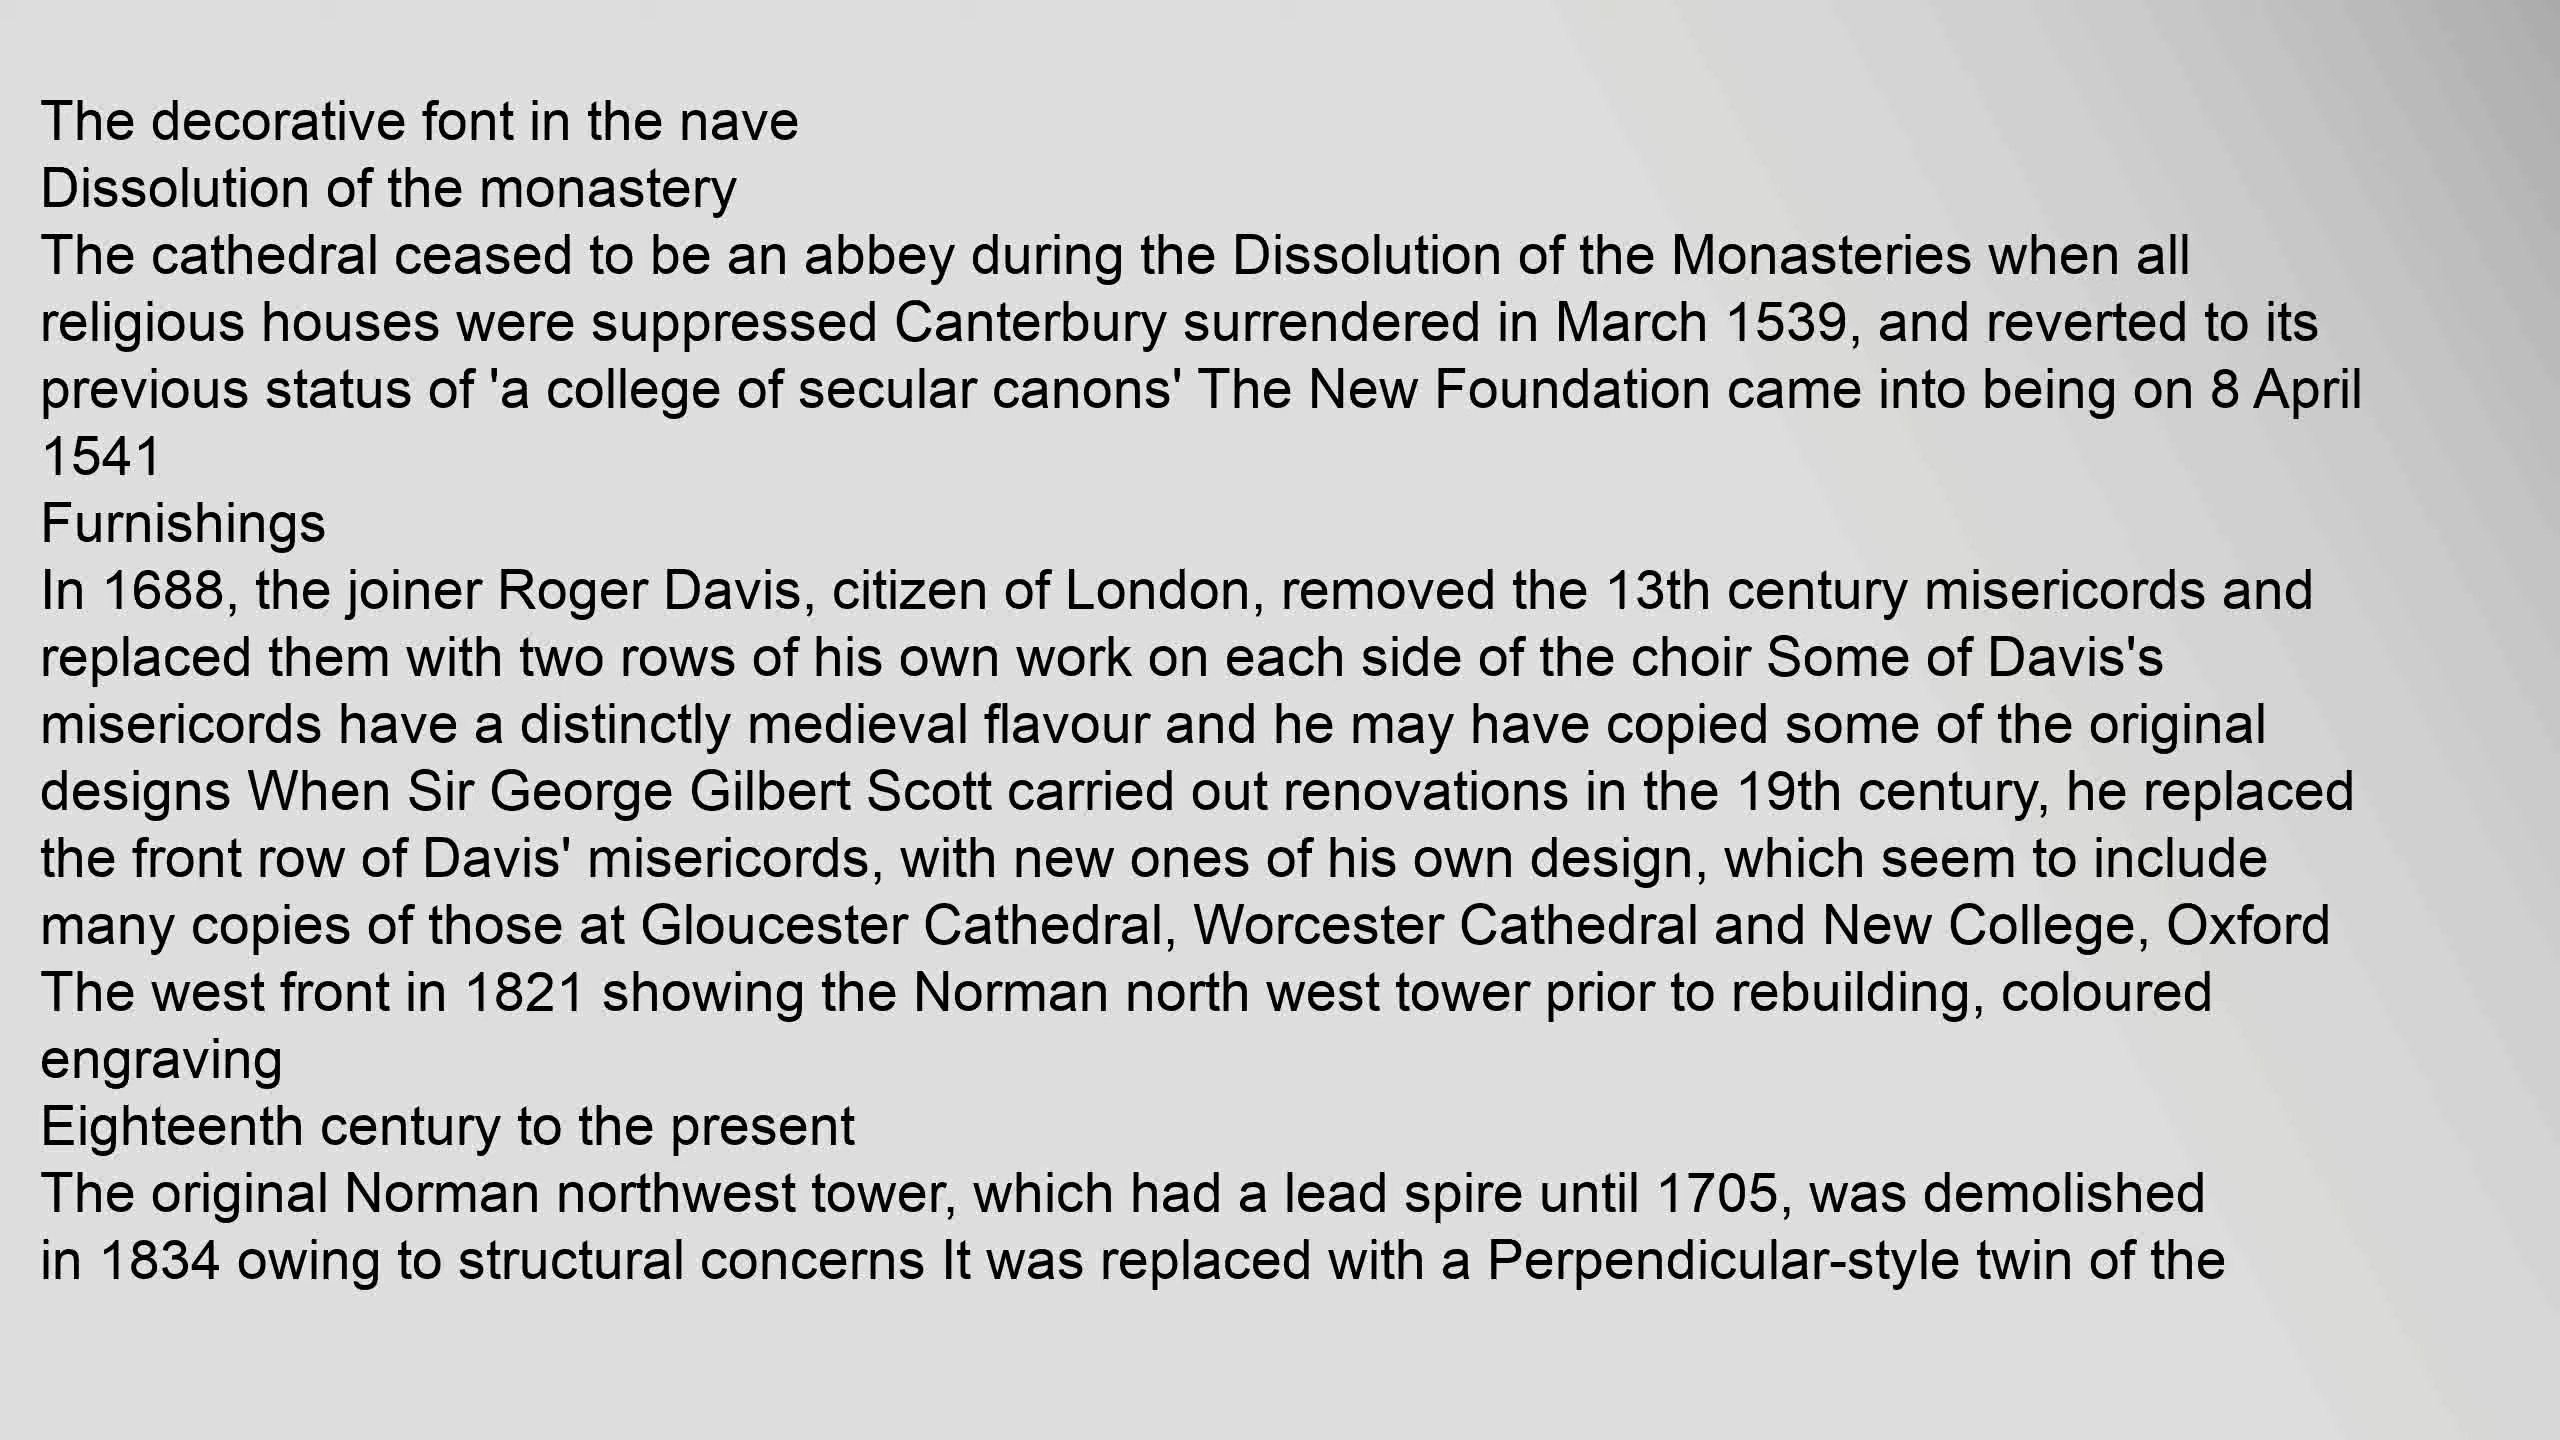 The decorative font in the nave
Dissolution of the monastery
The cathedral ceased to be an abbey during the Dissolution of the Monasteries when all
religious houses were suppressed Canterbury surrendered in March 1539, and reverted to its
previous status of 'a college of secular canons' The New Foundation came into being on 8 April
1541
Furnishings
In 1688, the joiner Roger Davis, citizen of London, removed the 13th century misericords and
replaced them with two rows of his own work on each side of the choir Some of Davis's
misericords have a distinctly medieval flavour and he may have copied some of the original
designs When Sir George Gilbert Scott carried out renovations in the 19th century, he replaced
the front row of Davis' misericords, with new ones of his own design, which seem to include
many copies of those at Gloucester Cathedral, Worcester Cathedral and New College, Oxford
The west front in 1821 showing the Norman north west tower prior to rebuilding, coloured
engraving
Eighteenth century to the present
The original Norman northwest tower, which had a lead spire until 1705, was demolished
in 1834 owing to structural concerns It was replaced with a Perpendicular-style twin of the